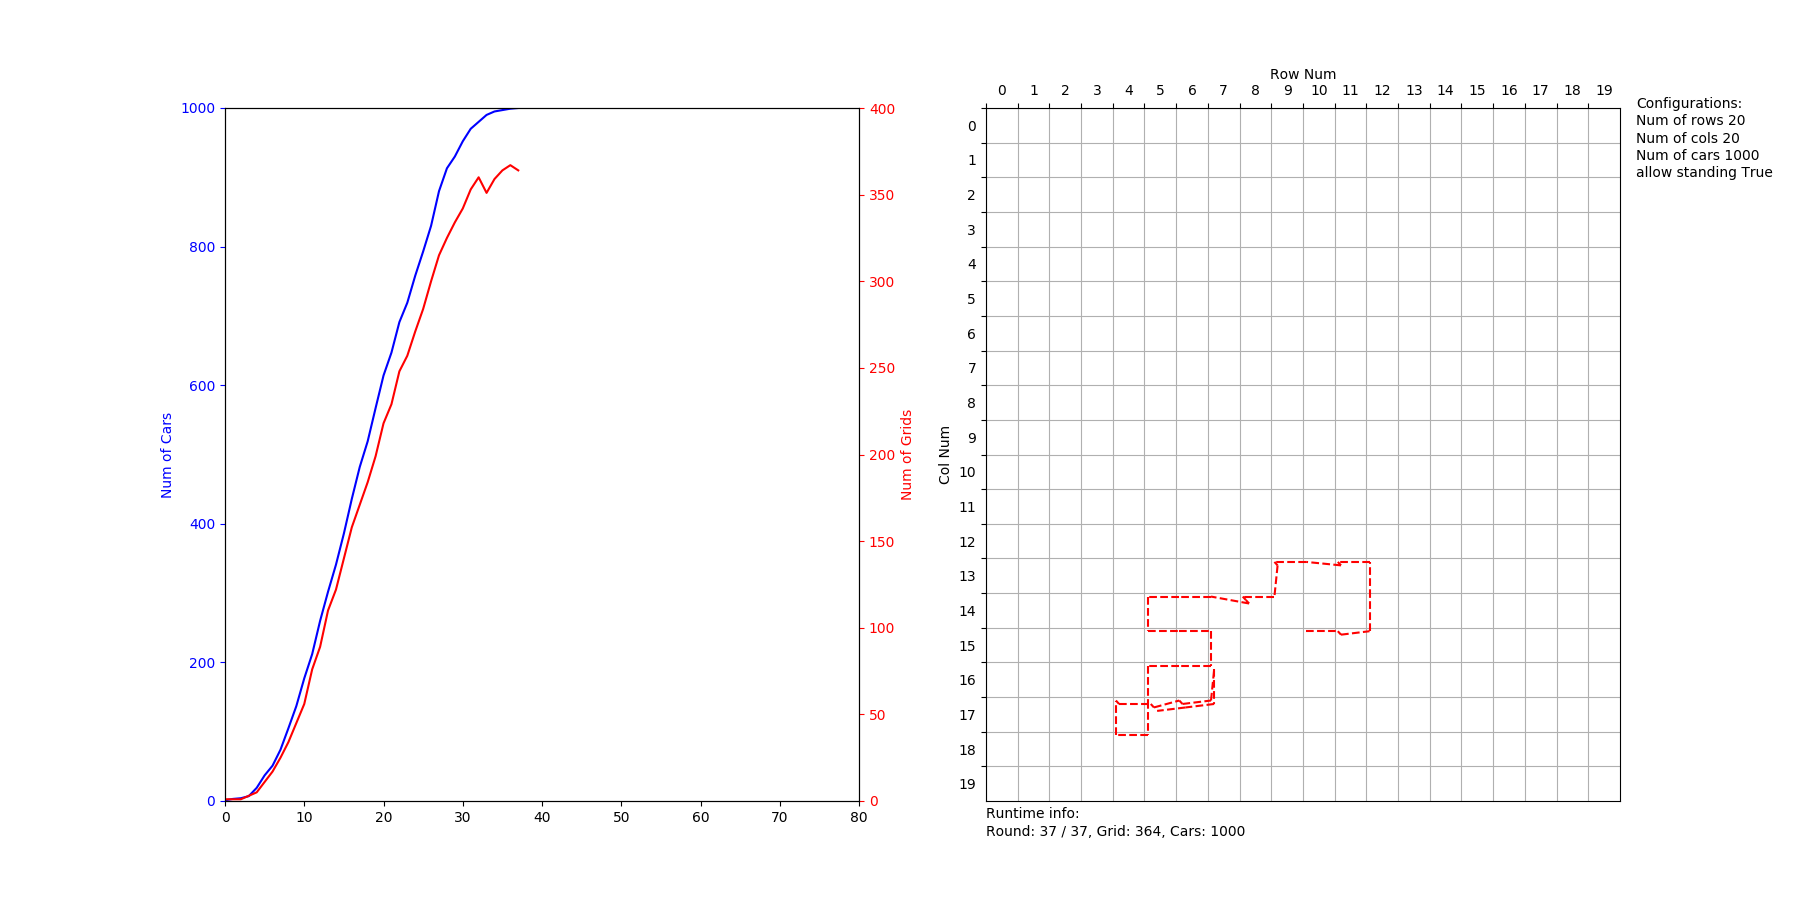 Row Num
0 1 2 3 4 5 6 7 8 9 10 11 12 13 14 15 16 17 18 19
Configurations:
Num of rows 20
Num of cols 20
Num of cars 1000
allow standing True
1000
800
600
400
200
0
Num of Cars
0 10 20 30 40 50 60 70 80
400
350
300
250
200
150
100
50
0
Num of Grids
Col Num
0
1
2
3
4
5
6
7
8
9
10
11
12
13
14
15
16
17
18
19
Runtime info:
Round: 37 / 37, Grid: 364, Cars: 1000